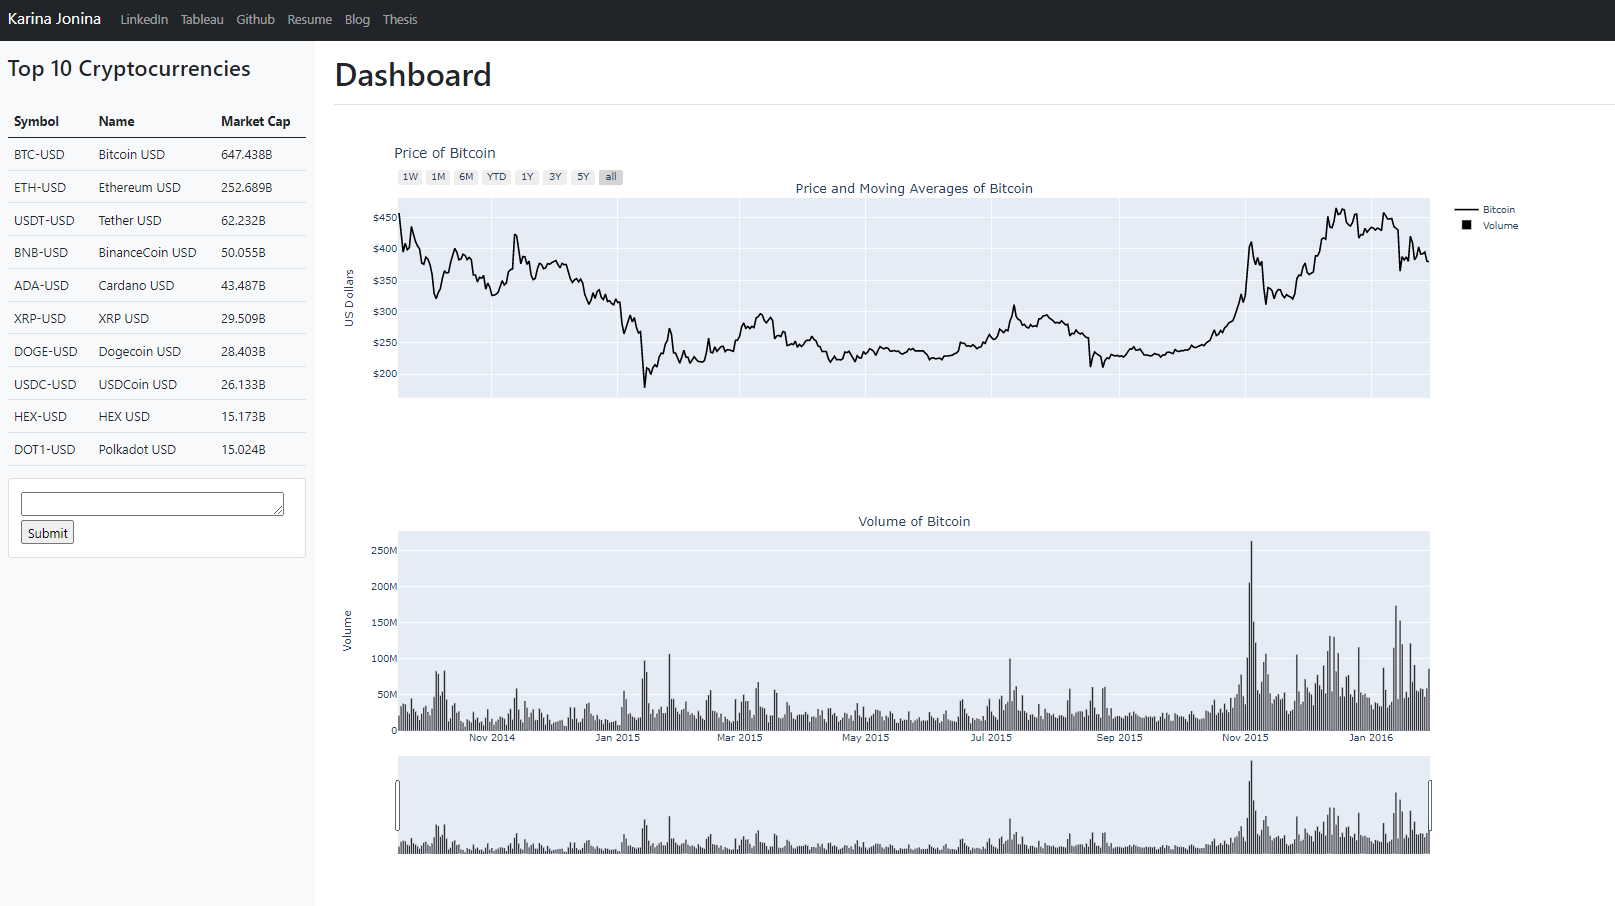 Karina Jonina LinkedIn Tableau Github Resume Blog Thesis
Top 10 Cryptocurrencies
Symbol Name Market Cap
BTC-USD Bitcoin USD 647.438B
ETH-USD Ethereum USD 252.689B
USDT-USD Tether USD 62.232B
BNB-USD BinanceCoin USD 50.055B
ADA-USD Cardano USD 43.487B
XRP-USD XRP USD 29.509B
DOGE-USD Dogecoin USD 28.403B
USDC-USD USDCoin USD 26.133B
HEX-USD HEX USD 15.173B
DOT1-USD Polkadot USD 15.024B
Submit
Dashboard
Price of Bitcoin
1W 1M 6M YTD 1Y 3Y 5Y all
Price and Moving Averages of Bitcoin
US Dollars
$450
$400
$350
$300
$250
$200
Bitcoin
Volume
Volume of Bitcoin
Volume
250M
200M
150M
100M
50M
0
Nov 2014 Jan 2015 Mar 2015 May 2015 Jul 2015 Sep 2015 Nov 2015 Jan 2016